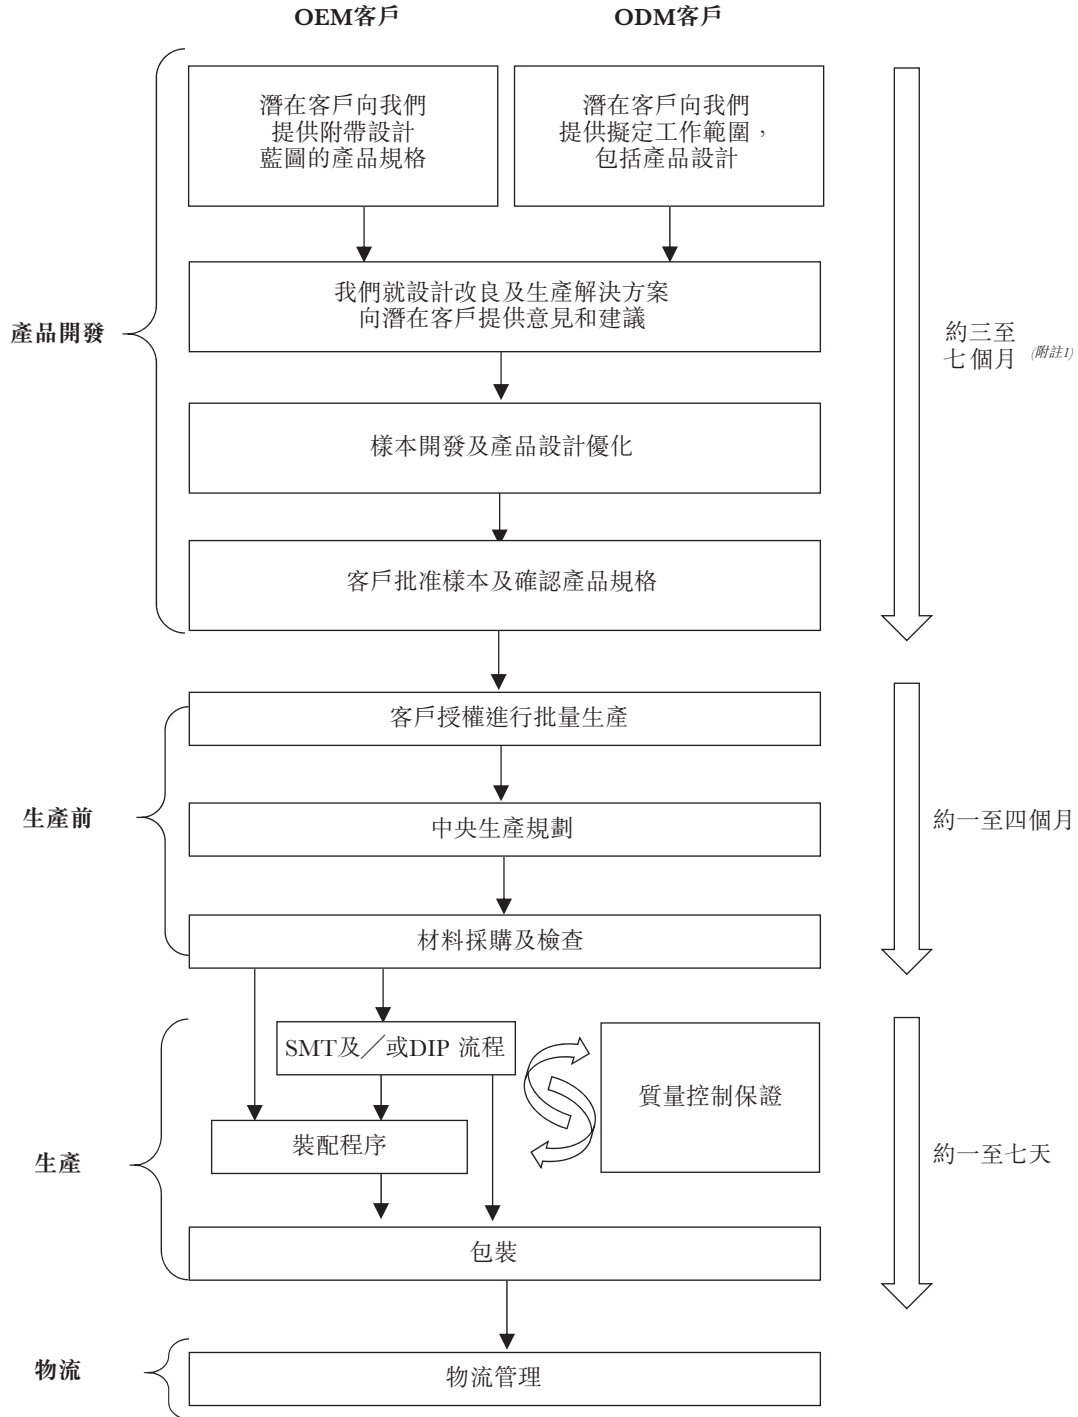 OEM客戶
ODM客戶
潛在客戶向我們
提供附帶設計
藍圖的產品規格
潛在客戶向我們
提供擬定工作範圍，
包括產品設計
我們就設計改良及生產解決方案
向潛在客戶提供意見和建議
產品開發
約三至
七個月 (附註1)
樣本開發及產品設計優化
客戶批准樣本及確認產品規格
客戶授權進行批量生產
生產前
中央生產規劃
約一至四個月
材料採購及檢查
SMT及／或DIP 流程
質量控制保證
裝配程序
生產
約一至七天
包裝
物流
物流管理